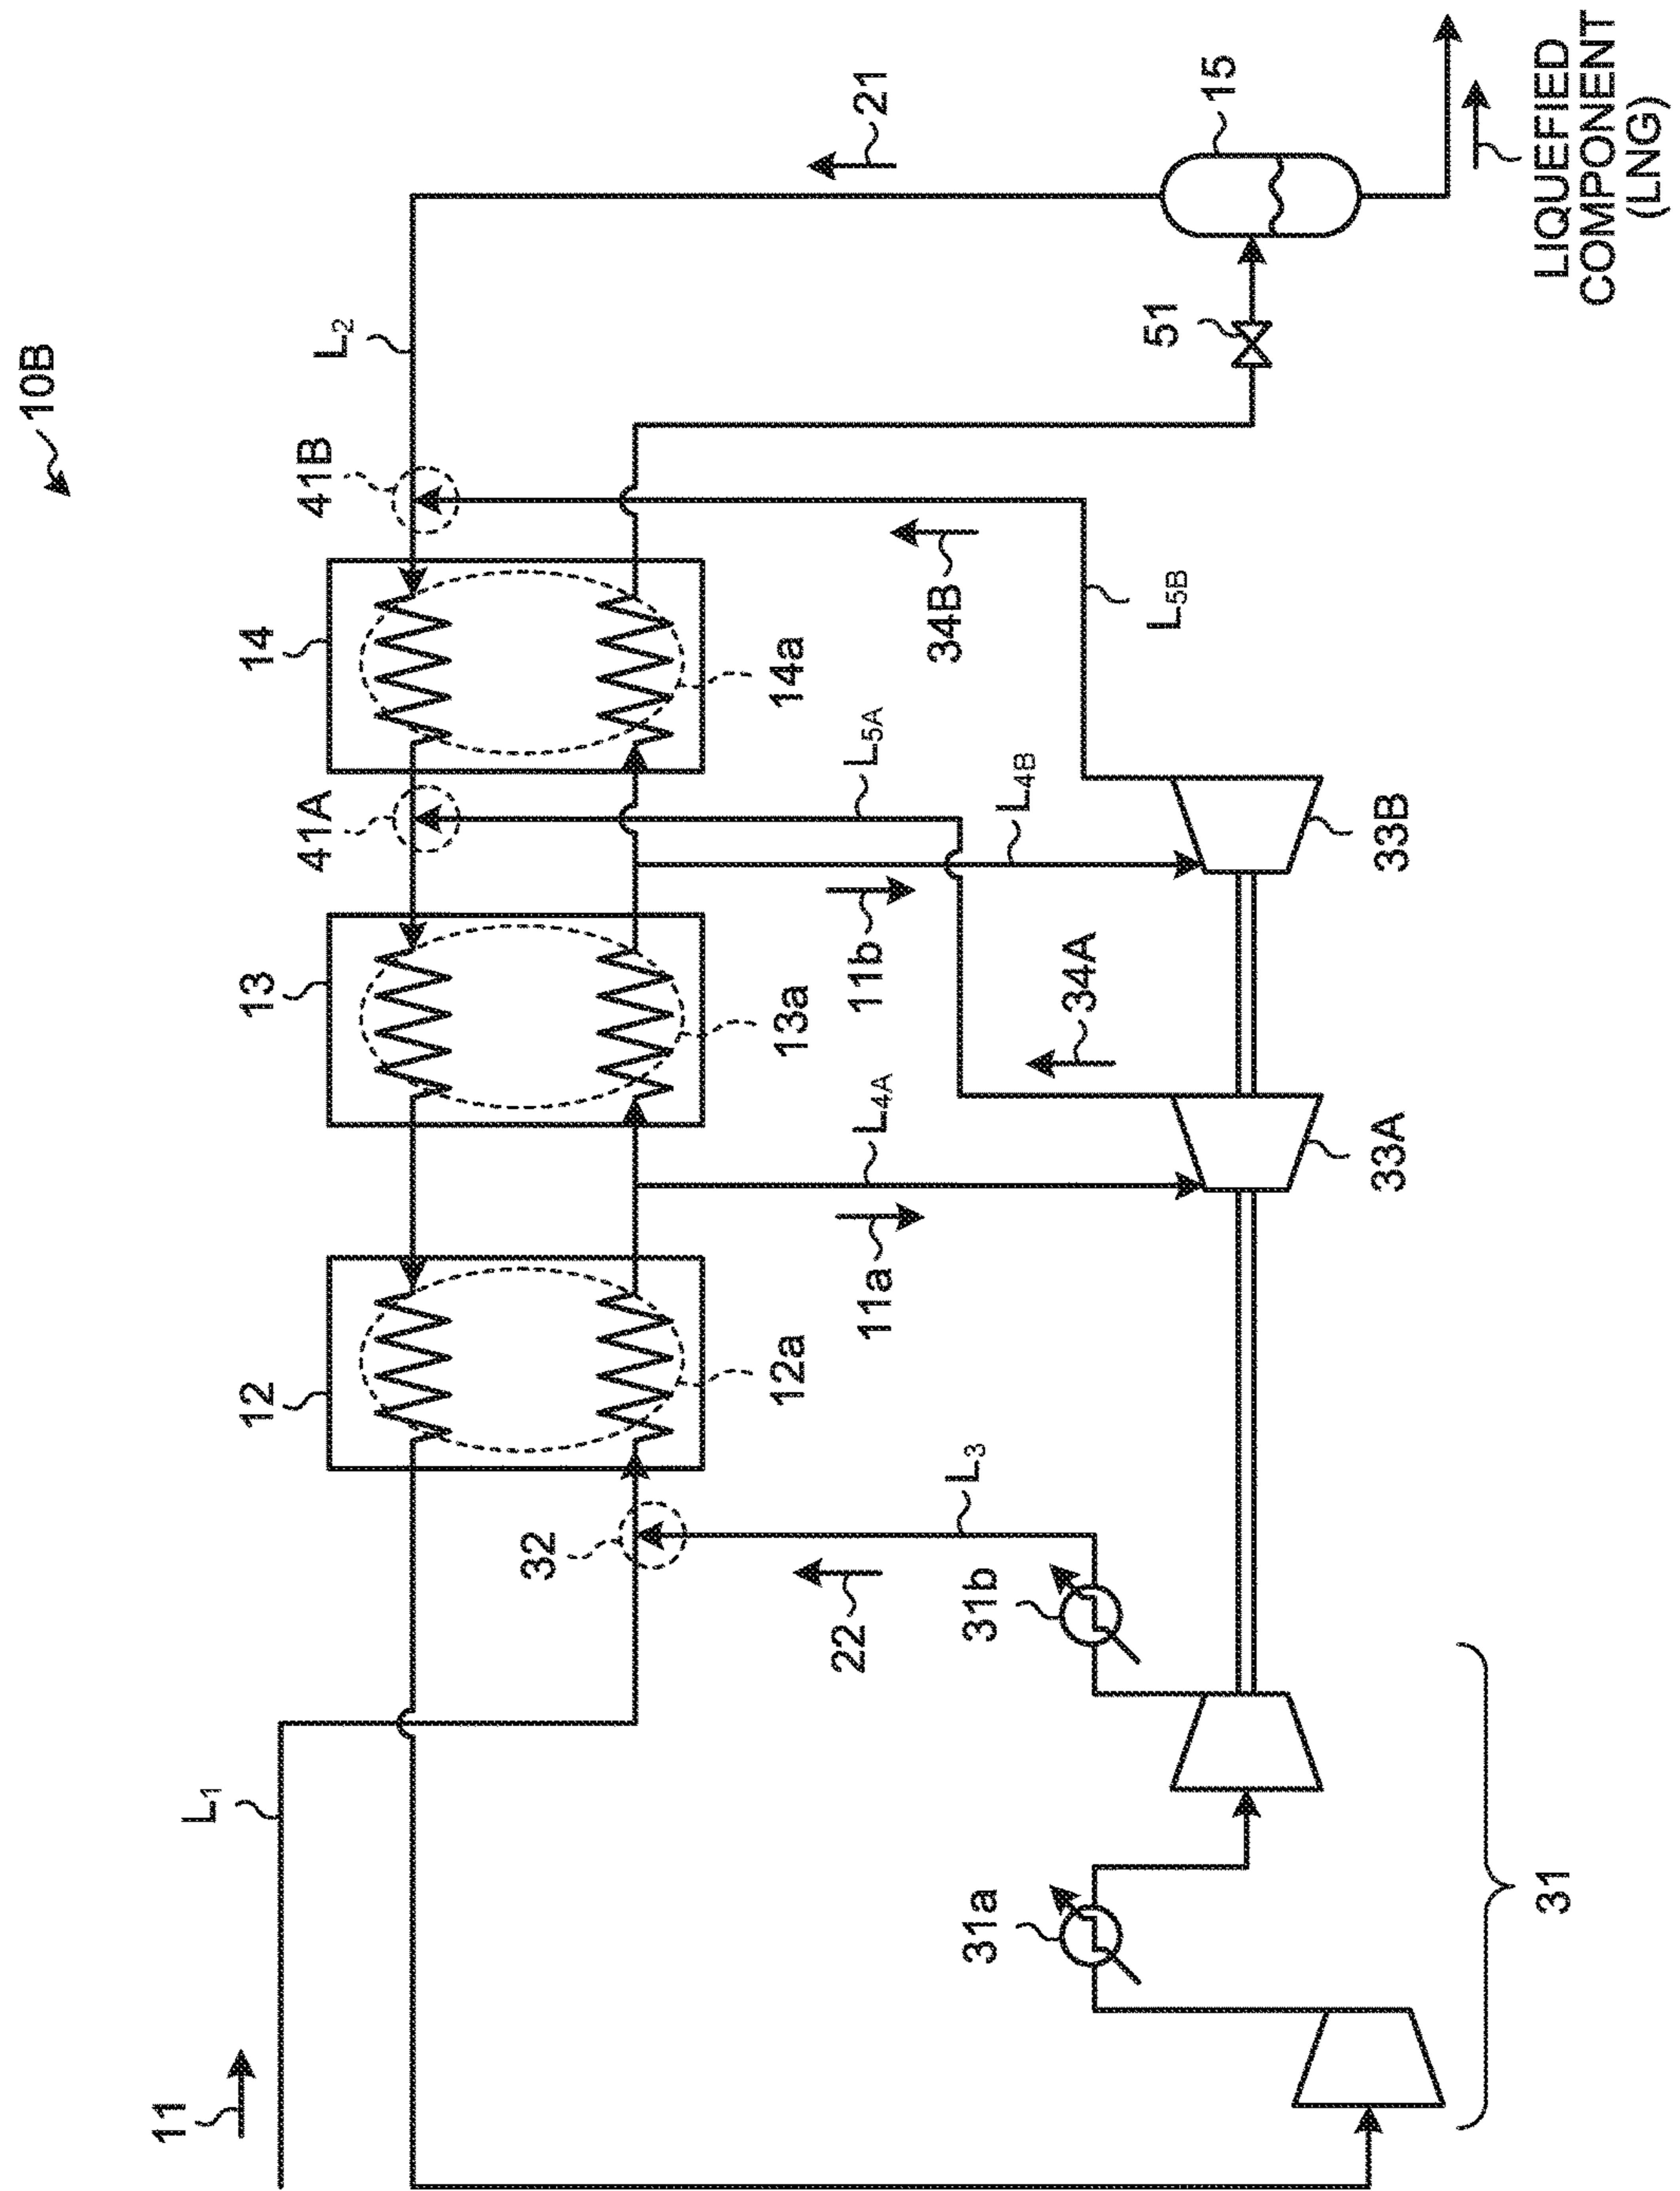 10B
11
L1
L2
12
13
14
41A
41B
12a
13a
14a
32
L3
22
11a
L4A
11b
L4B
L5A
34A
34B
L5B
21
15
51
31a
31b
31
33A
33B
LIQUEFIED
COMPONENT
(LNG)